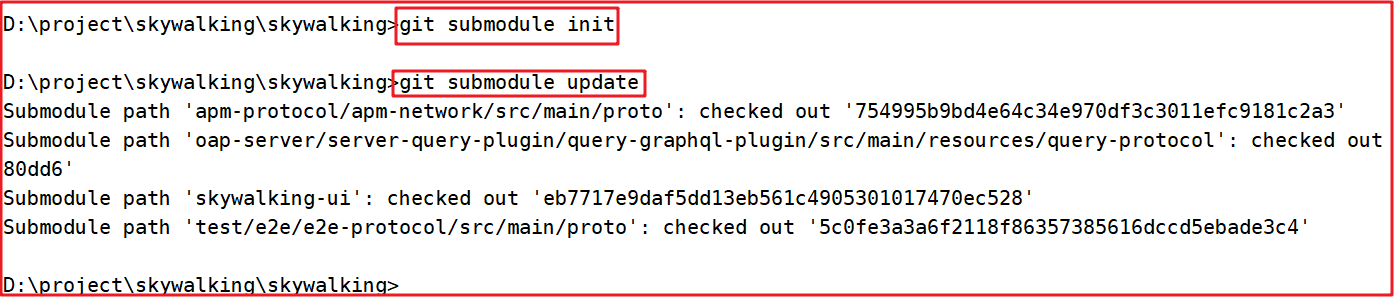 D:\project\skywalking\skywalking>git submodule init
D:\project\skywalking\skywalking>git submodule update
Submodule path 'apm-protocol/apm-network/src/main/proto': checked out '754995b9bd4e64c34e970df3c3011efc9181c2a3'
Submodule path 'oap-server/server-query-plugin/query-graphql-plugin/src/main/resources/query-protocol': checked out
80dd6'
Submodule path 'skywalking-ui': checked out 'eb7717e9daf5dd13eb561c4905301017470ec528'
Submodule path 'test/e2e/e2e-protocol/src/main/proto': checked out '5c0fe3a3a6f2118f86357385616dccd5ebade3c4'
D:\project\skywalking\skywalking>